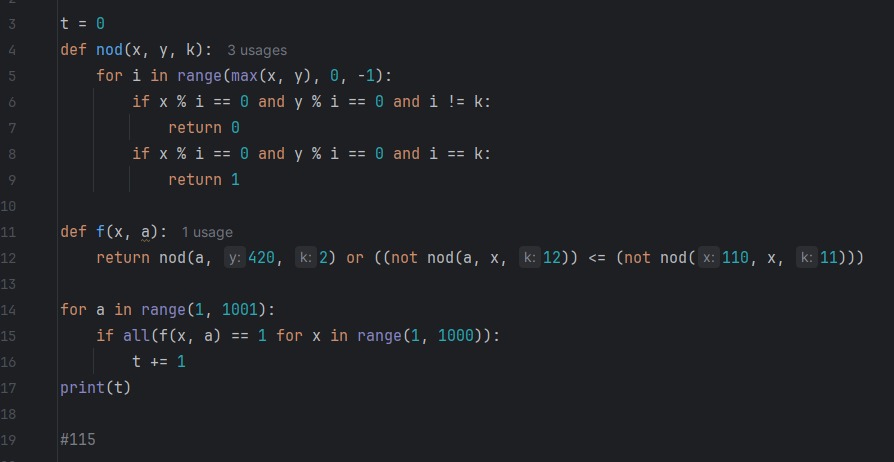 3 t = 0
4 def nod(x, y, k): 3 usages
5 for i in range(max(x, y), 0, -1):
6 if x % i == 0 and y % i == 0 and i != k:
7 return 0
8 if x % i == 0 and y % i == 0 and i == k:
9 return 1
10
11 def f(x, a): 1 usage
12 return nod(a, y: 420, k: 2) or ((not nod(a, x, k: 12)) <= (not nod( x: 110, x, k: 11)))
13
14 for a in range(1, 1001):
15 if all(f(x, a) == 1 for x in range(1, 1000)):
16 t += 1
17 print(t)
18
19 #115